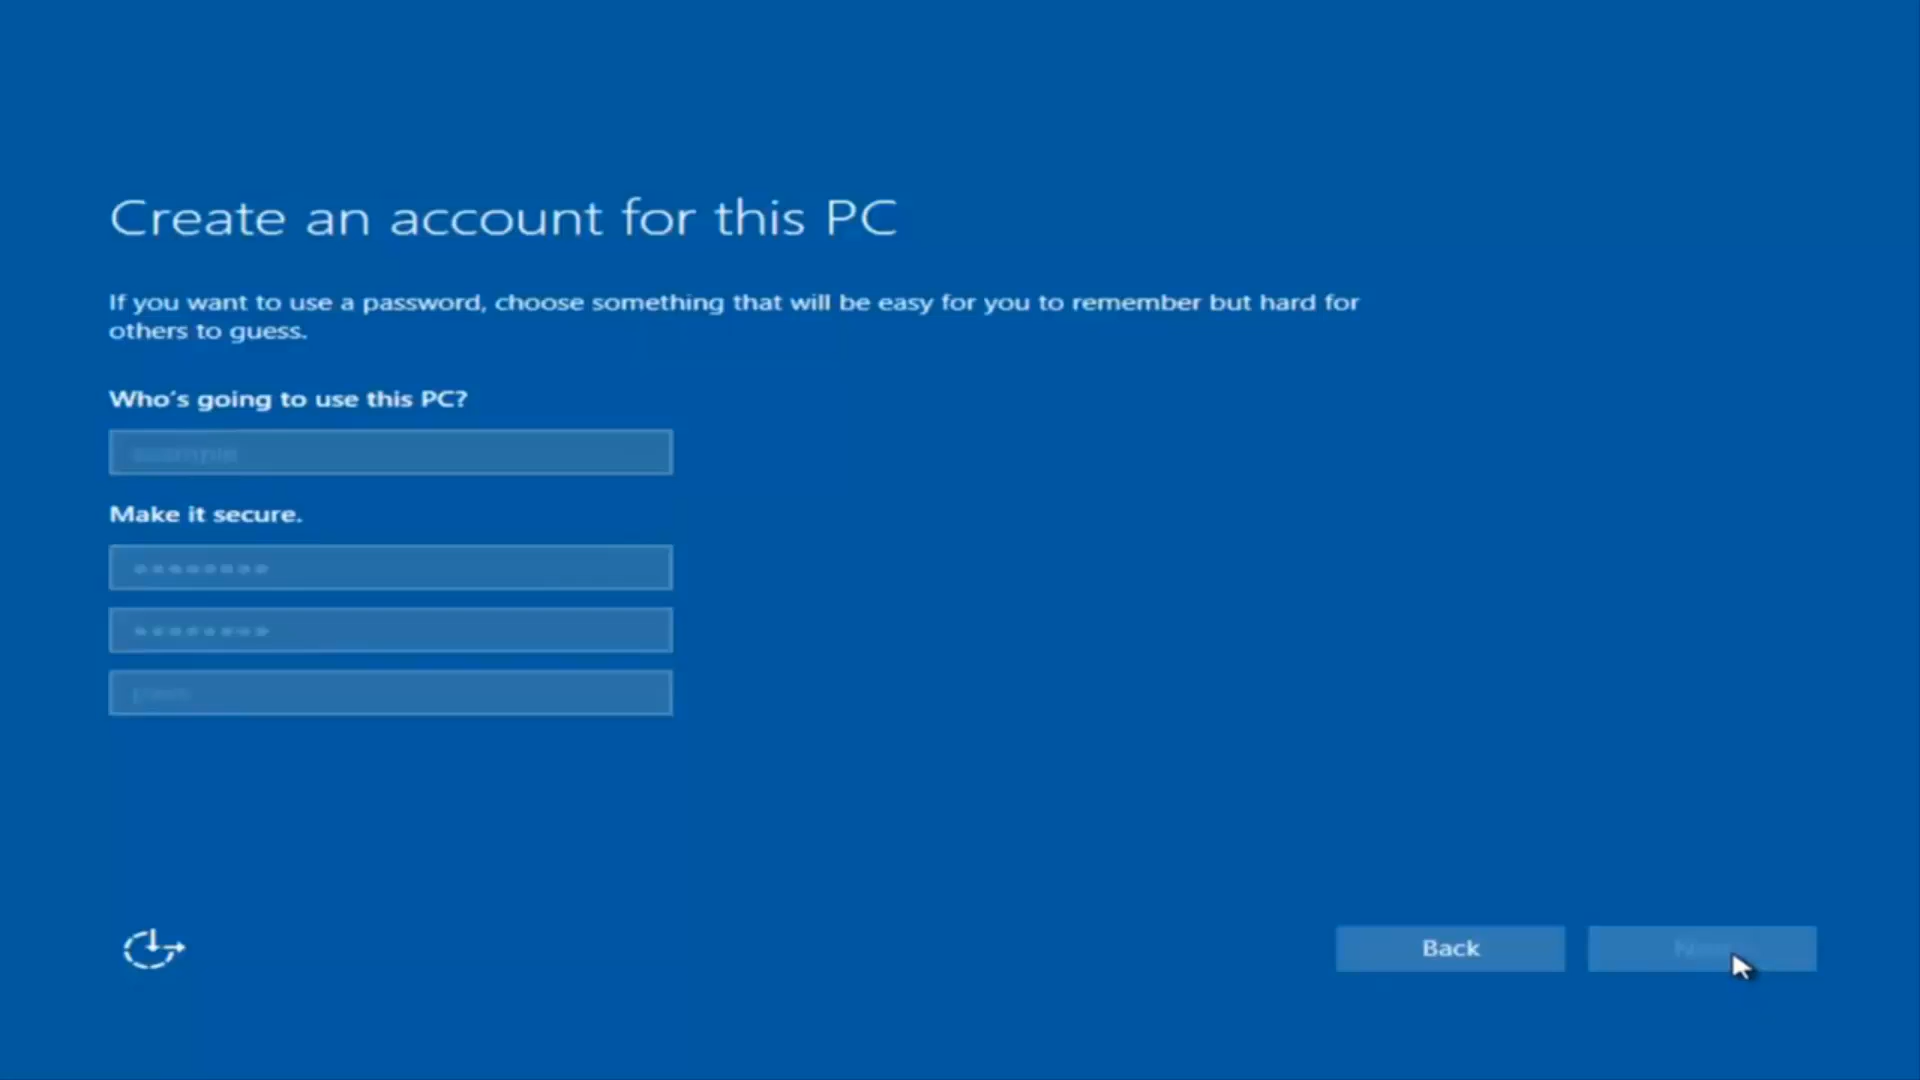 Create an account for this PC
If you want to use a password, choose something that will be easy for you to remember but hard for
others to guess.
Who's going to use this PC?
example
Make it secure.
Back